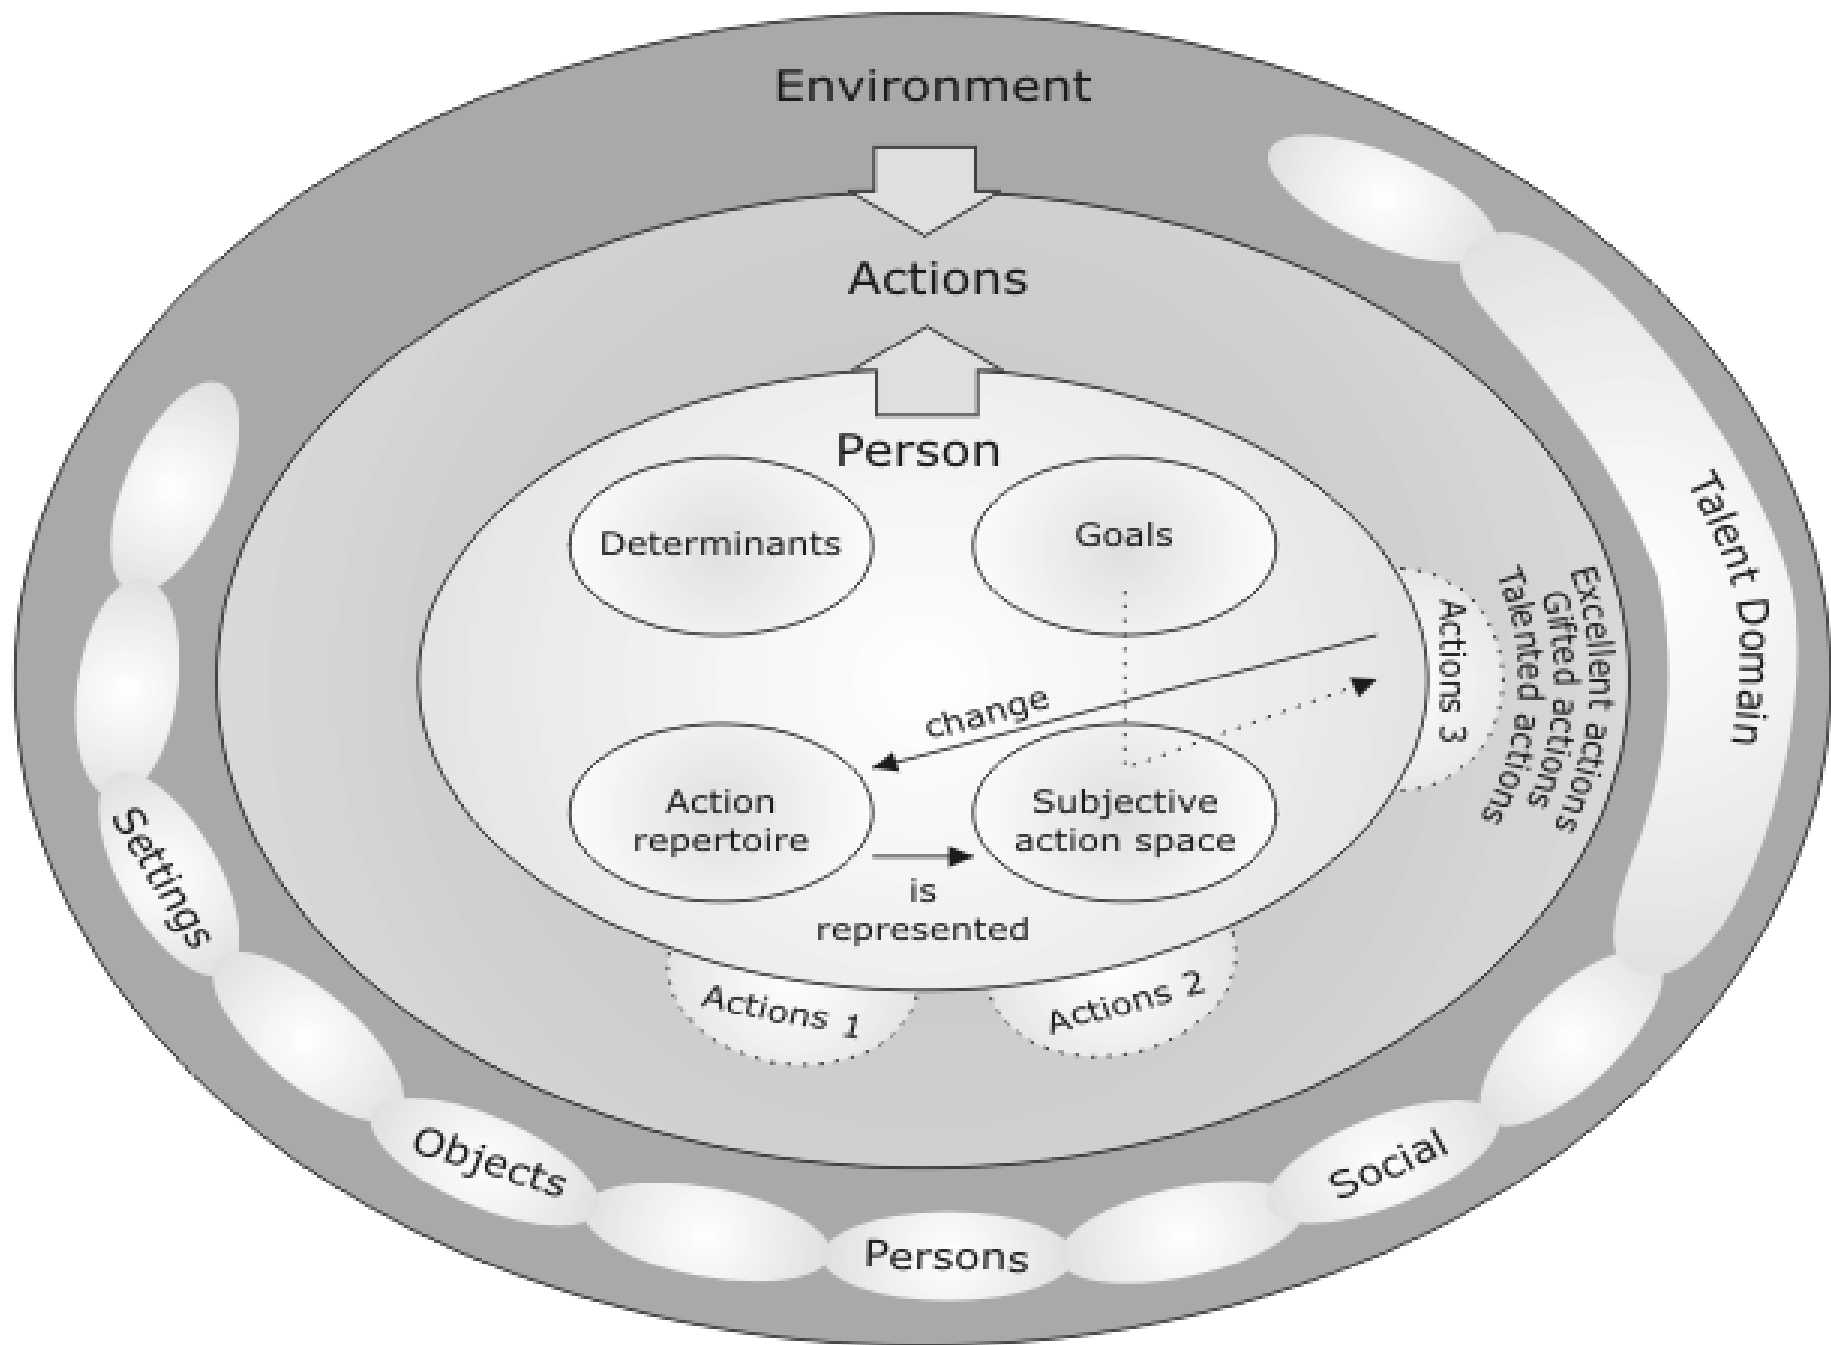 Environment
Actions
Person
Determinants
Goals
change
Action
repertoire
Subjective
action space
is
represented
Actions 1
Actions 2
Actions 3
Talented actions
Gifted actions
Excellent actions
Talent Domain
Settings
Objects
Persons
Social